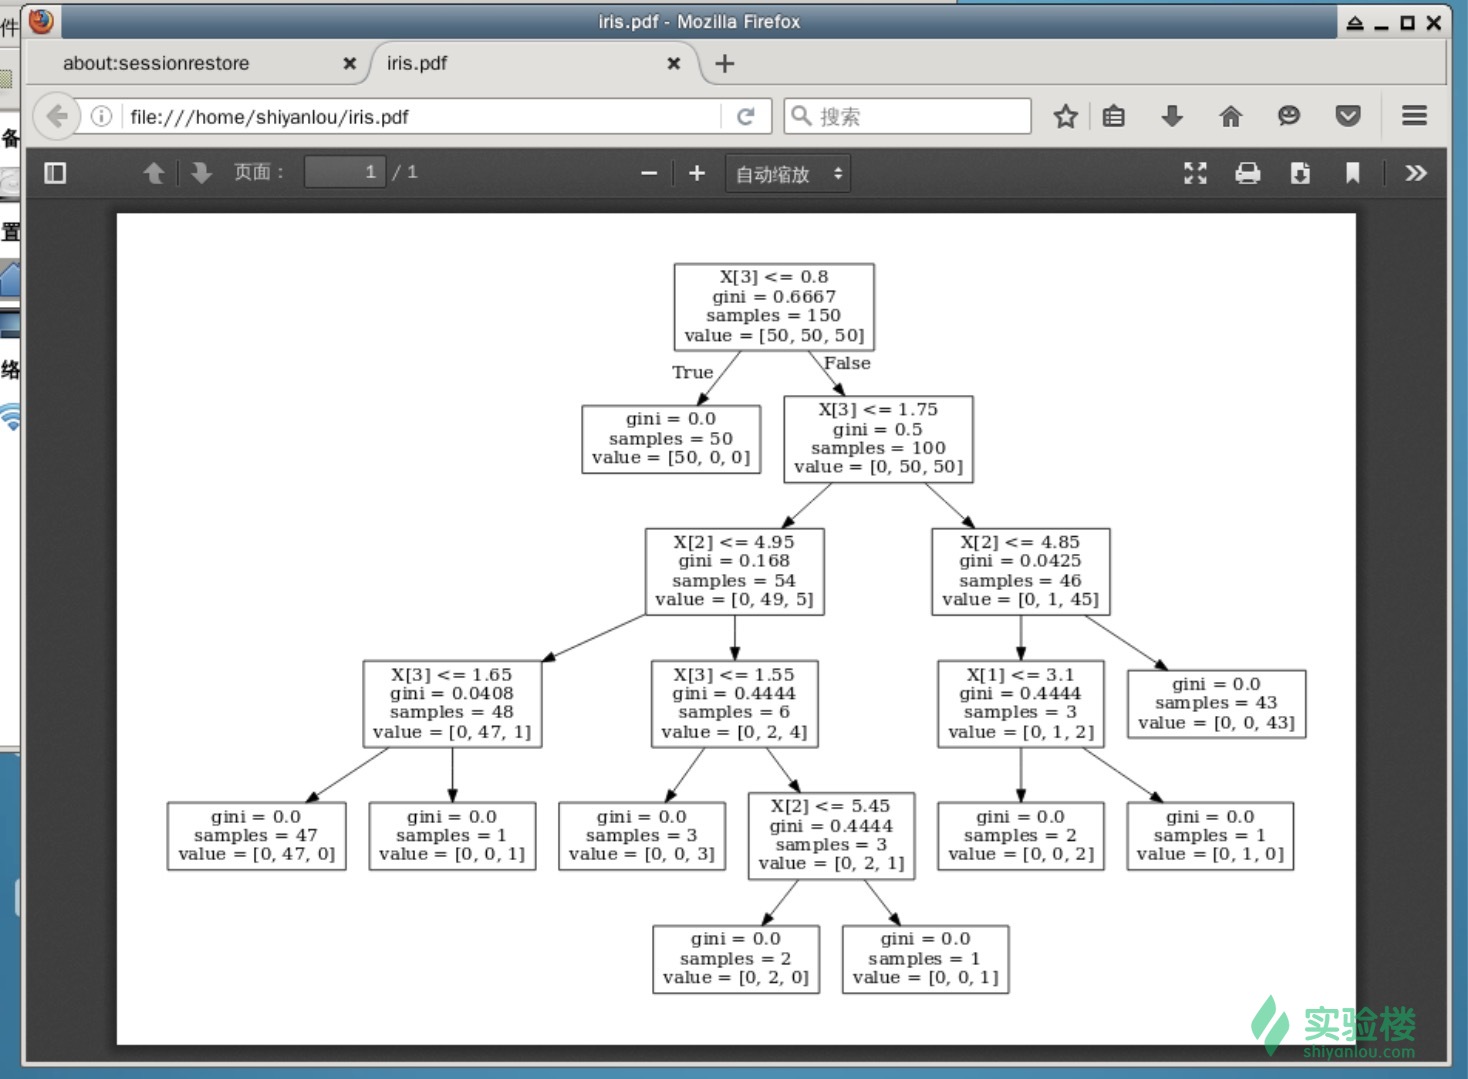 iris.pdf - Mozilla Firefox
件
about:sessionrestore
iris.pdf
file:///home/shiyanlou/iris.pdf
搜索
备
页面：
1
/ 1
自动缩放
置
络
X[3] <= 0.8
gini = 0.6667
samples = 150
value = [50, 50, 50]
True
False
gini = 0.0
samples = 50
value = [50, 0, 0]
X[3] <= 1.75
gini = 0.5
samples = 100
value = [0, 50, 50]
X[2] <= 4.95
gini = 0.168
samples = 54
value = [0, 49, 5]
X[2] <= 4.85
gini = 0.0425
samples = 46
value = [0, 1, 45]
X[3] <= 1.65
gini = 0.0408
samples = 48
value = [0, 47, 1]
X[3] <= 1.55
gini = 0.4444
samples = 6
value = [0, 2, 4]
X[1] <= 3.1
gini = 0.4444
samples = 3
value = [0, 1, 2]
gini = 0.0
samples = 43
value = [0, 0, 43]
gini = 0.0
samples = 47
value = [0, 47, 0]
gini = 0.0
samples = 1
value = [0, 0, 1]
gini = 0.0
samples = 3
value = [0, 0, 3]
X[2] <= 5.45
gini = 0.4444
samples = 3
value = [0, 2, 1]
gini = 0.0
samples = 2
value = [0, 0, 2]
gini = 0.0
samples = 1
value = [0, 1, 0]
gini = 0.0
samples = 2
value = [0, 2, 0]
gini = 0.0
samples = 1
value = [0, 0, 1]
实验楼
shiyanlou.com